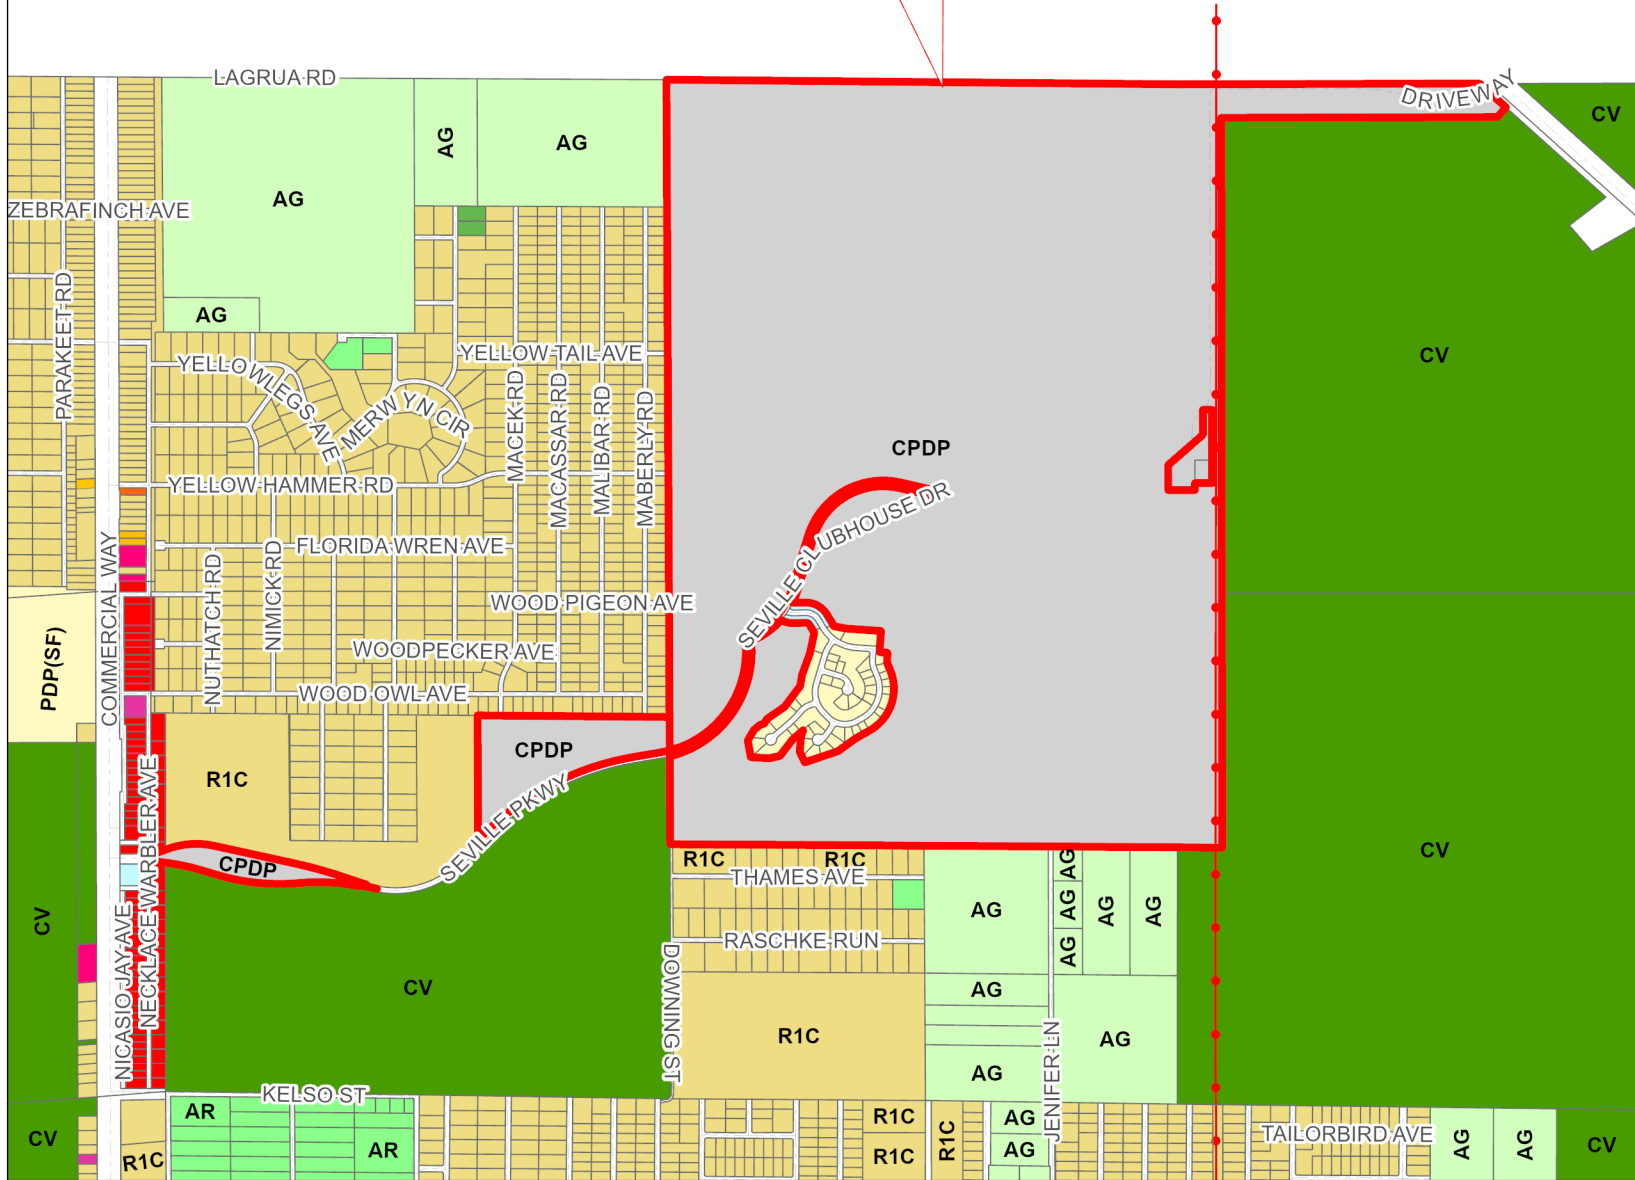 LAGRUA RD
DRIVEWAY
CV
AG
AG
AG
ZEBRAFINCH AVE
PARAKEET RD
AG
YELLOW TAIL AVE
CV
YELLOWLEGS AVE
MERWYN CIR
MACEK RD
MACASSAR RD
MALIBAR RD
MABERLY RD
CPDP
YELLOW HAMMER RD
SEVILLE CLUBHOUSE DR
FLORIDA WREN AVE
COMMERCIAL WAY
NUTHATCH RD
NIMICK RD
WOOD PIGEON AVE
PDP(SF)
WOODPECKER AVE
WOOD OWL AVE
CPDP
R1C
SEVILLE PKWY
NECKLACE WARBLER AVE
CPDP
R1C
R1C
THAMES AVE
CV
AG
AG
AG
AG
AG
AG
CV
RASCHKE RUN
NICASIO JAY AVE
CV
DOWNING ST
AG
R1C
JENIFER LN
AG
AG
KELSO ST
AR
R1C
R1C
AG
TAILORBIRD AVE
CV
R1C
AR
R1C
AG
AG
AG
CV